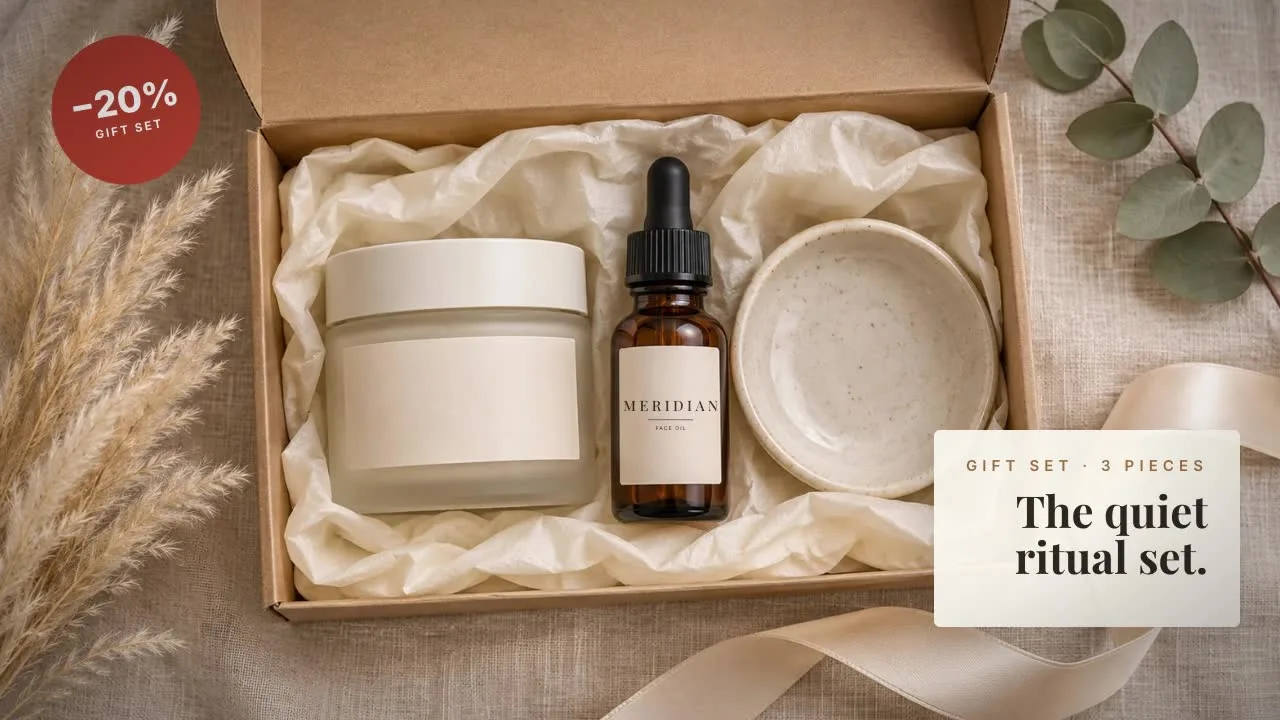 −20%
GIFT SET
MERIDIAN
FACE OIL
GIFT SET · 3 PIECES
The quiet
ritual set.